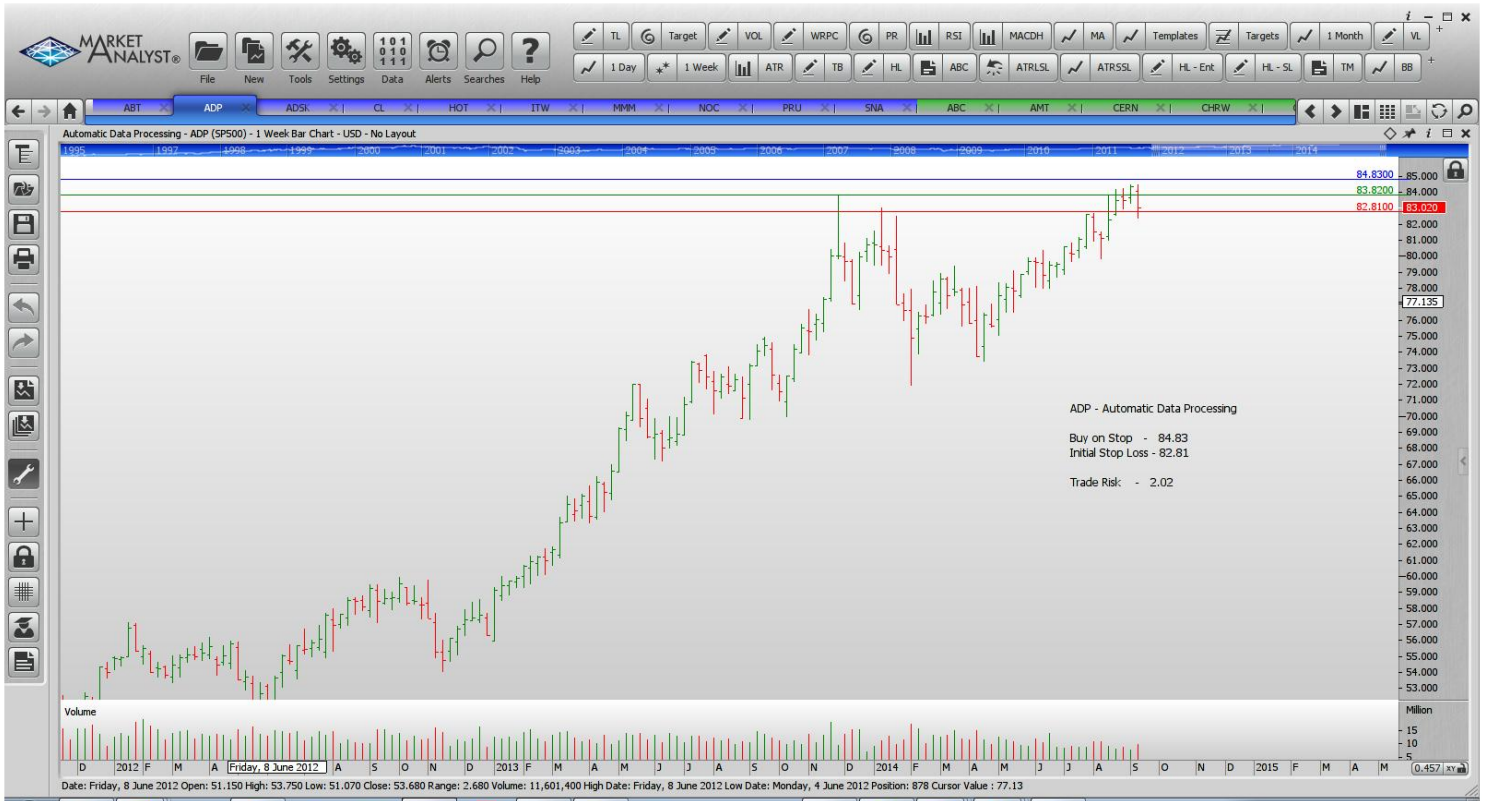 MARKET
ANALYST®
File New Tools Settings Data Alerts Searches Help
TL Target VOL WRPC PR RSI MACDH MA Templates Targets 1 Month VL +
1 Day 1 Week ATR TB HL ABC ATRLSL ATRSSL HL - Ent HL - SL TM BB +
ABT ADP ADSK CL HOT ITW MMM NOC PRU SNA ABC AMT CERN CHRW
Automatic Data Processing - ADP (SP500) - 1 Week Bar Chart - USD - No Layout
1995 1997 1998 1999 2000 2001 2002 2003 2004 2005 2006 2007 2008 2009 2010 2011 2012 2013 2014
84.8300
83.8200
82.8100
85.000
84.000
83.020
82.000
81.000
80.000
79.000
78.000
77.135
76.000
75.000
74.000
73.000
72.000
71.000
70.000
69.000
68.000
67.000
66.000
65.000
64.000
63.000
62.000
61.000
60.000
59.000
58.000
57.000
56.000
55.000
54.000
53.000
ADP - Automatic Data Processing
Buy on Stop - 84.83
Initial Stop Loss - 82.81
Trade Risk - 2.02
Volume
Million
15
10
5
D 2012 F M A Friday, 8 June 2012 A S O N D 2013 F M A M J J A S O N D 2014 F M A M J J A S O N D 2015 F M A M 0.457 XY
Date: Friday, 8 June 2012 Open: 51.150 High: 53.750 Low: 51.070 Close: 53.680 Range: 2.680 Volume: 11,601,400 High Date: Friday, 8 June 2012 Low Date: Monday, 4 June 2012 Position: 878 Cursor Value : 77.13